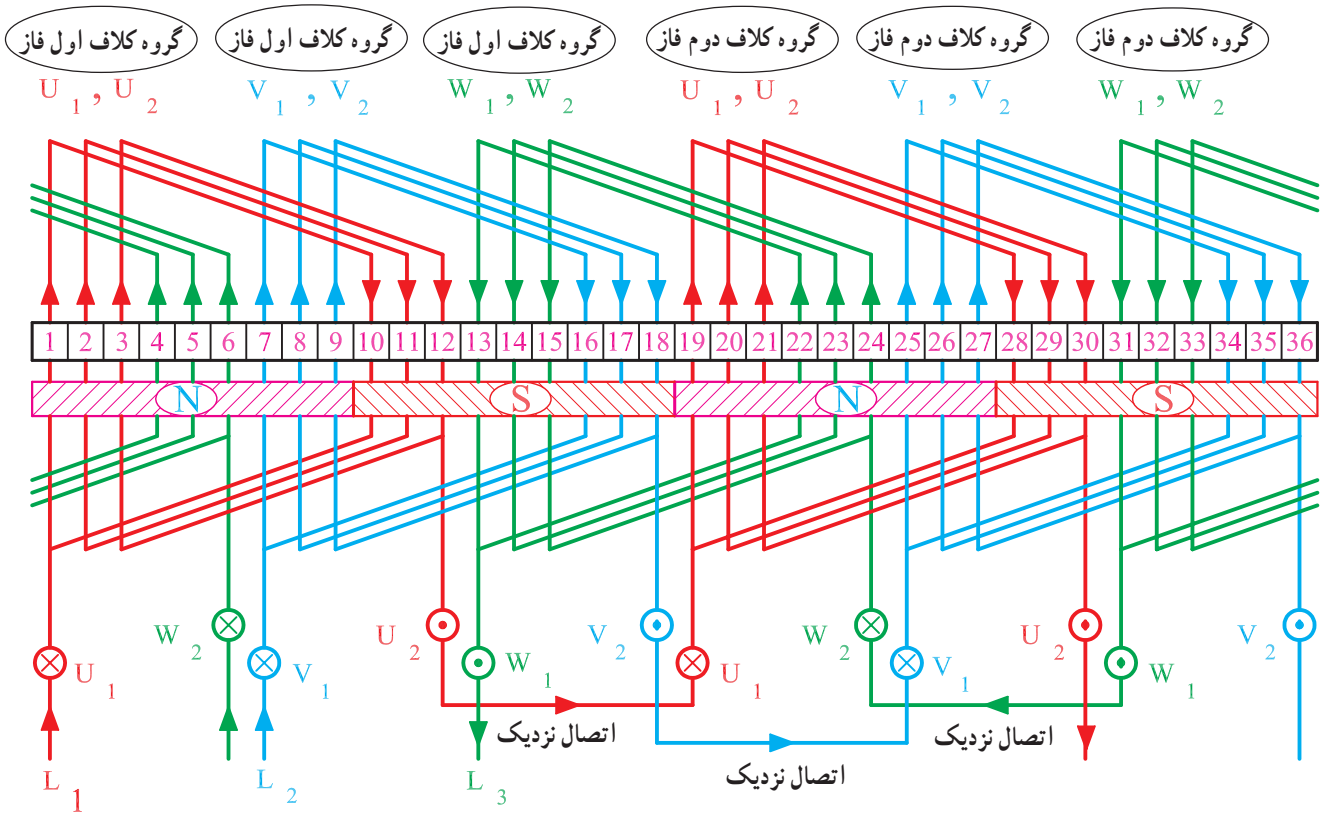 گروه کلاف اول فاز
گروه کلاف اول فاز
گروه کلاف اول فاز
گروه کلاف دوم فاز
گروه کلاف دوم فاز
گروه کلاف دوم فاز
U1 , U2
V1 , V2
W1 , W2
U1 , U2
V1 , V2
W1 , W2
1 2 3 4 5 6 7 8 9 10 11 12 13 14 15 16 17 18 19 20 21 22 23 24 25 26 27 28 29 30 31 32 33 34 35 36
N S N S
W2 U2 V2 W2 U2 V2
U1 V1 W1 U1 V1 W1
اتصال نزدیک
اتصال نزدیک
اتصال نزدیک
L1 L2 L3